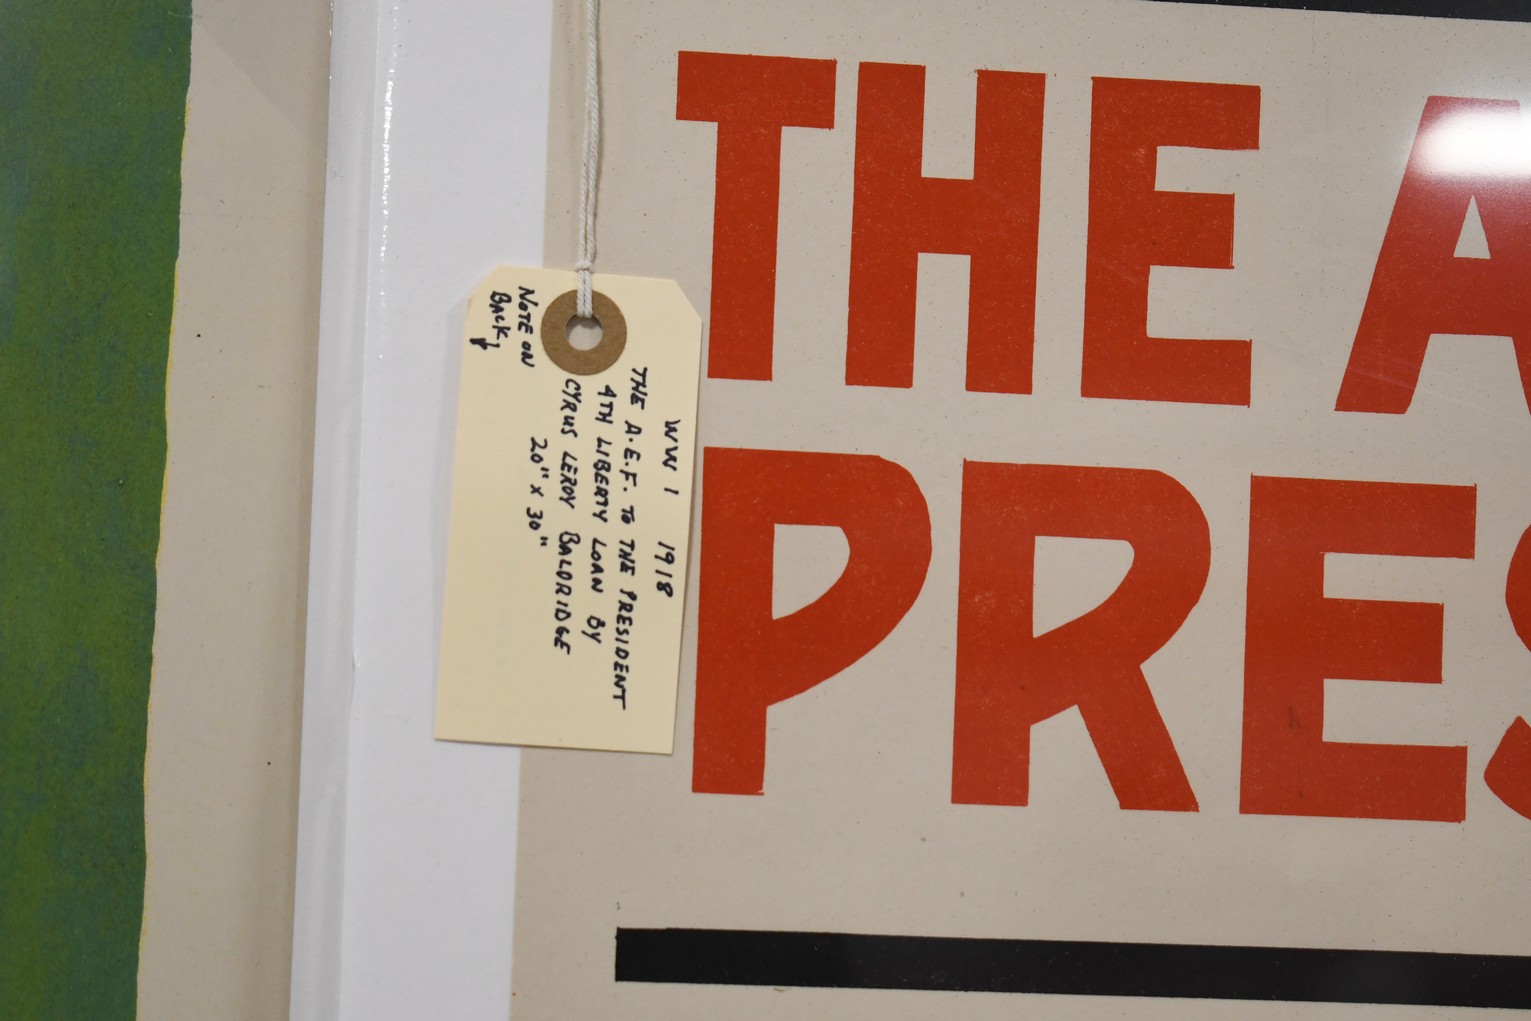 WW 1 1918
THE A.E.F. TO THE PRESIDENT
4TH LIBERTY LOAN BY
CYRUS LEROY BALDRIDGE
20" x 30"
NOTE ON
BACK
THE A
PRES